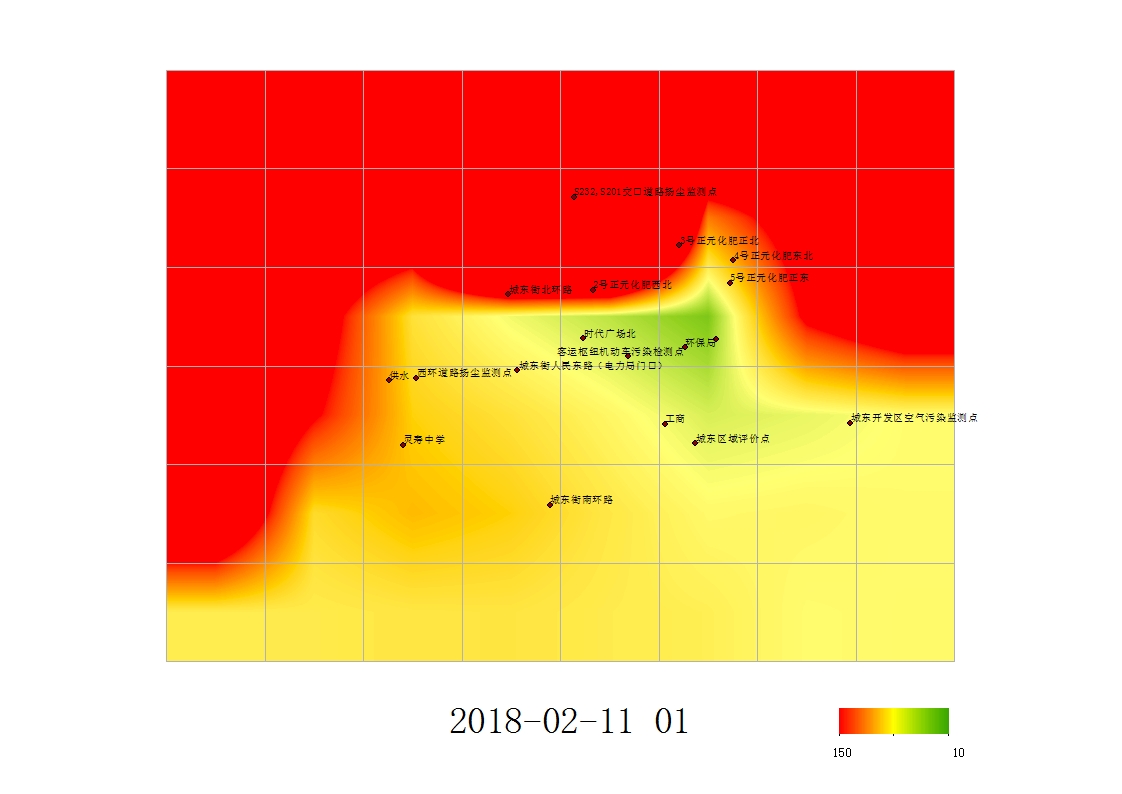 S232,S201交口道路扬尘监测点
3号正元化肥正北
4号正元化肥东北
5号正元化肥正东
2号正元化肥西北
城东街北环路
时代广场北
环保局
客运枢纽机动车污染检测点
城东街人民东路（电力局门口）
西环道路扬尘监测点
供水
城东开发区空气污染监测点
工商
城东区域评价点
灵寿中学
城东街南环路
2018-02-11 01
150
10